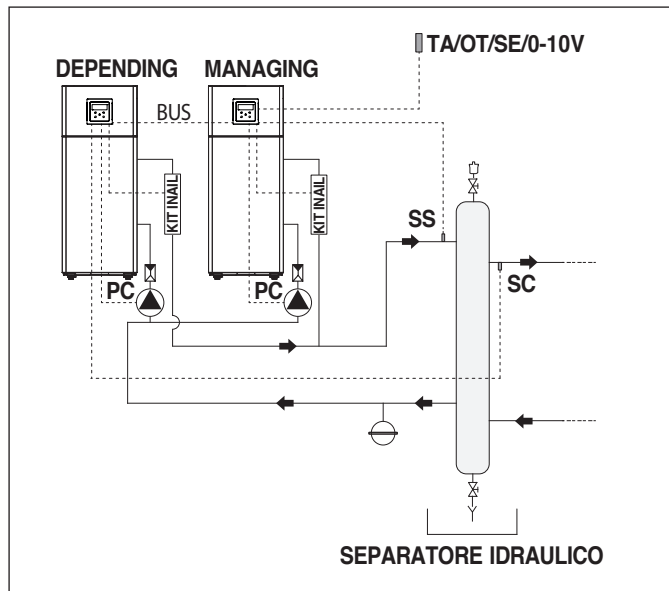 TA/OT/SE/0-10V
DEPENDING
MANAGING
BUS
KIT INAIL
KIT INAIL
SS
SC
PC
PC
SEPARATORE IDRAULICO